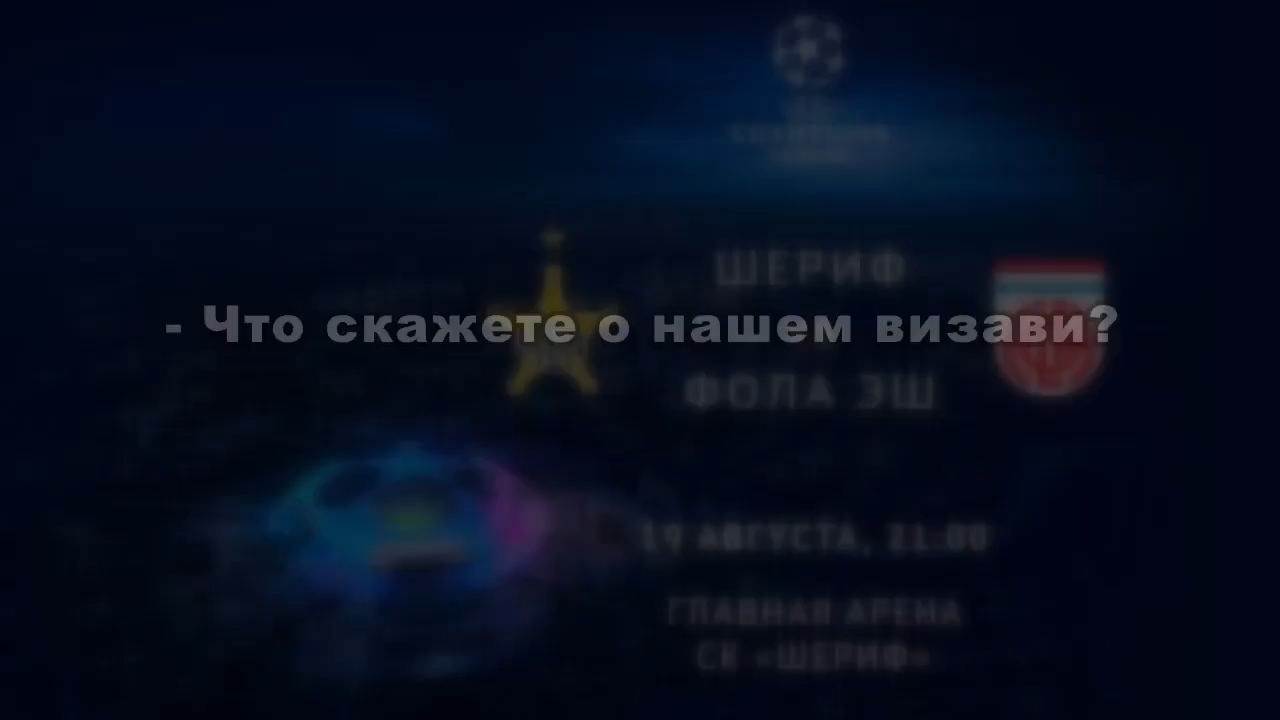 ШЕРИФ
- Что скажете о нашем визави?
ФОЛА ЭШ
19 АВГУСТА, 21:00
ГЛАВНАЯ АРЕНА
СК «ШЕРИФ»